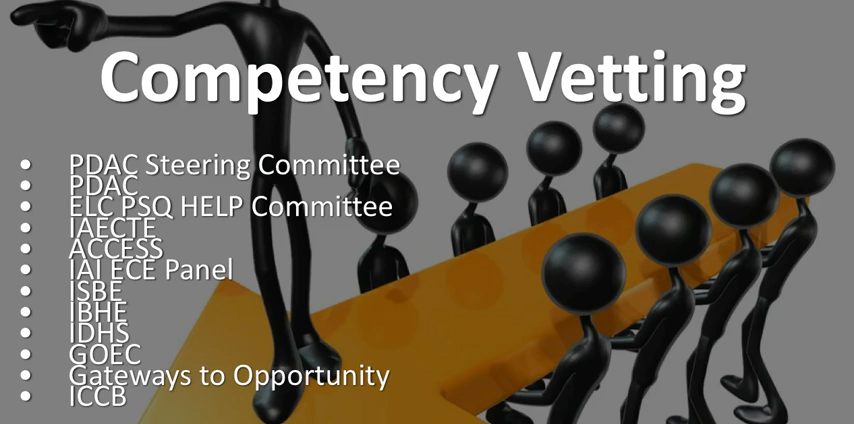 Competency Vetting
• PDAC Steering Committee
• PDAC
• ELC PSQ HELP Committee
• IAECTE
• ACCESS
• IAI ECE Panel
• ISBE
• IBHE
• IDHS
• GOEC
• Gateways to Opportunity
• ICCB